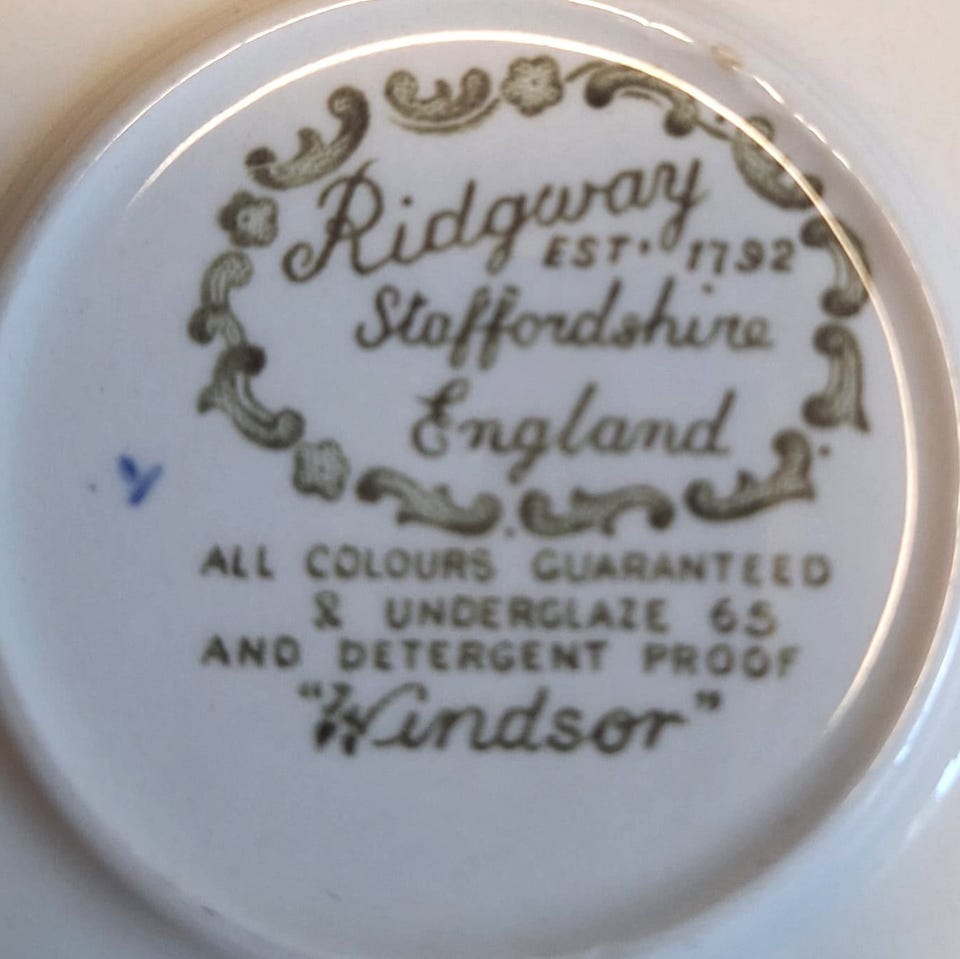 Ridgway
EST. 1792
Staffordshire
England
ALL COLOURS GUARANTEED
& UNDERGLAZE 65
AND DETERGENT PROOF
"Windsor"